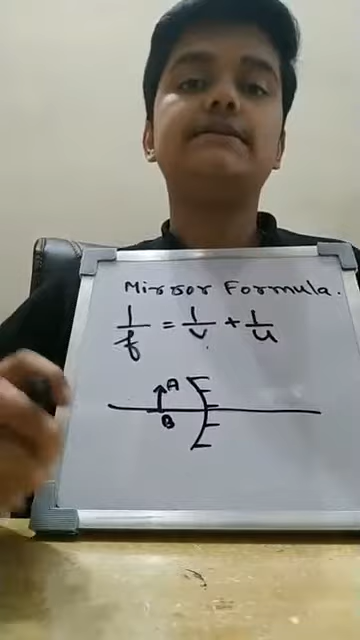 Mirror Formula.
1/f = 1/v + 1/u
A
B